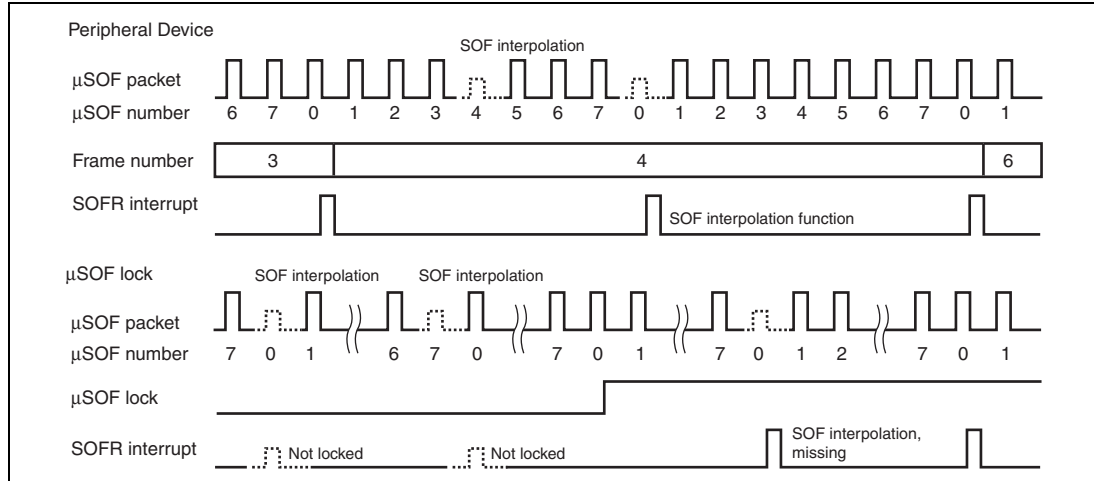 Peripheral Device
SOF interpolation
μSOF packet
μSOF number 6 7 0 1 2 3 4 5 6 7 0 1 2 3 4 5 6 7 0 1
Frame number 3 4 6
SOFR interrupt
SOF interpolation function
μSOF lock SOF interpolation SOF interpolation
μSOF packet
μSOF number 7 0 1 6 7 0 7 0 1 7 0 1 2 7 0 1
μSOF lock
SOFR interrupt Not locked Not locked SOF interpolation,
missing